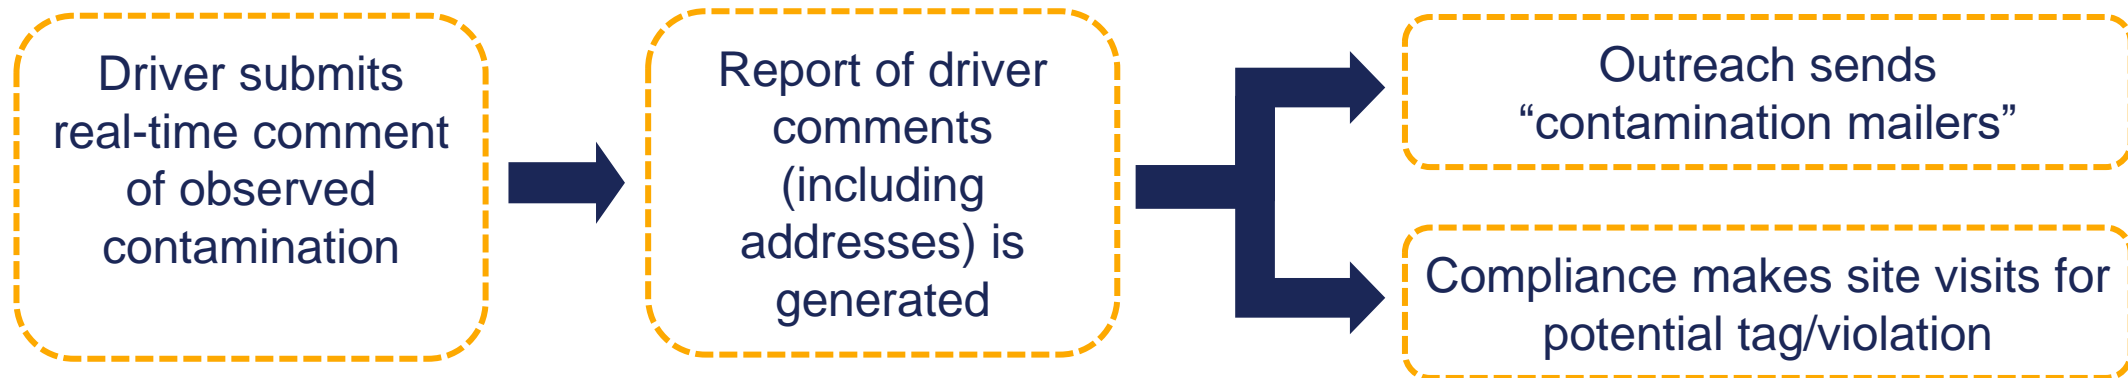 Driver submits
real-time comment
of observed
contamination
Report of driver
comments
(including
addresses) is
generated
Outreach sends
“contamination mailers”
Compliance makes site visits for
potential tag/violation